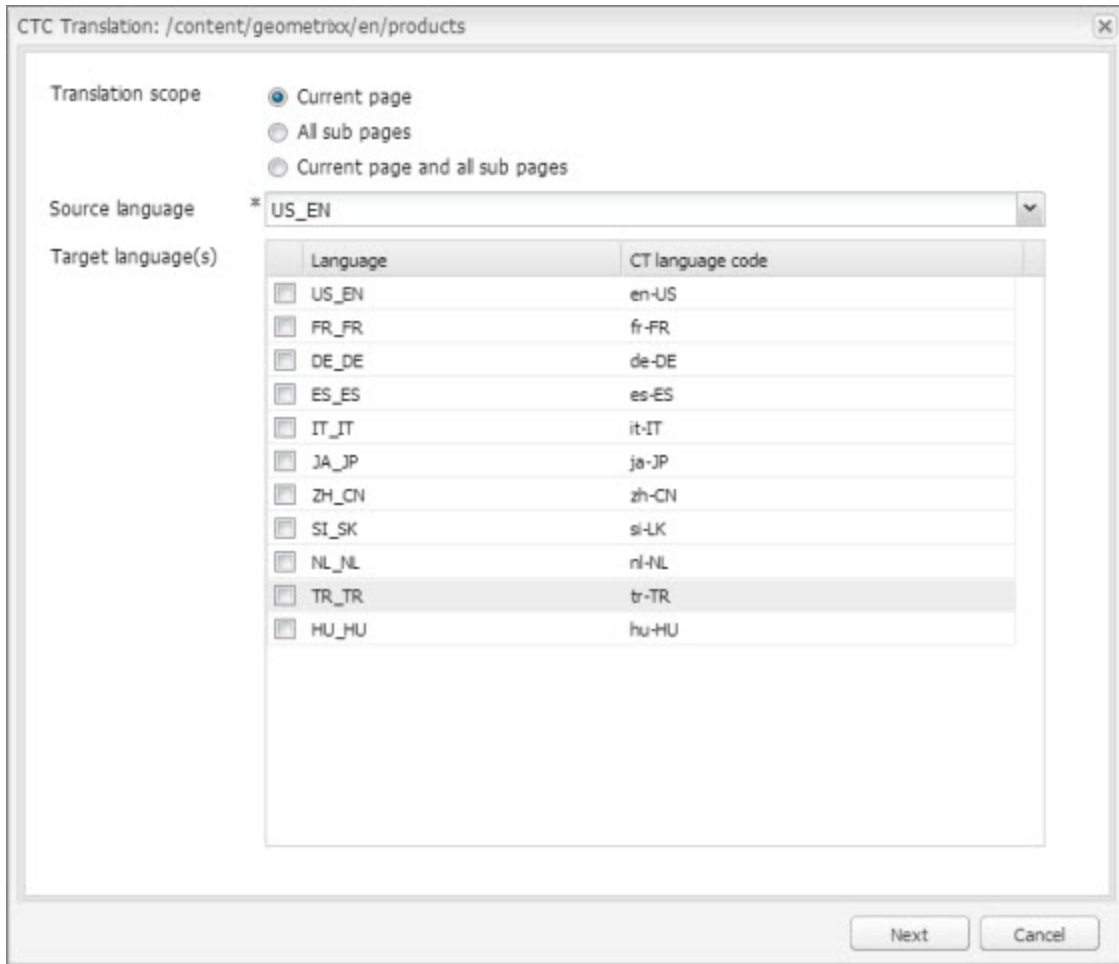 CTC Translation: /content/geometrixx/en/products
Translation scope
Current page
All sub pages
Current page and all sub pages
Source language * US_EN
Target language(s)
Language CT language code
US_EN en-US
FR_FR fr-FR
DE_DE de-DE
ES_ES es-ES
IT_IT it-IT
JA_JP ja-JP
ZH_CN zh-CN
SI_SK si-LK
NL_NL nl-NL
TR_TR tr-TR
HU_HU hu-HU
Next Cancel